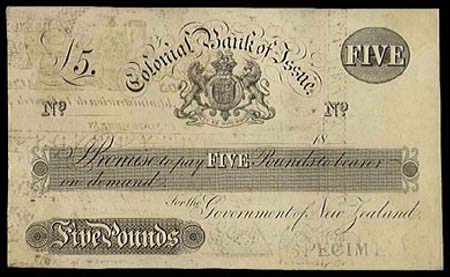 £5. Colonial Bank of Issue. FIVE
Nº Nº
18
I Promise to pay FIVE Pounds to bearer
on demand.
For the
Government of New Zealand.
Five Pounds
SPECIM